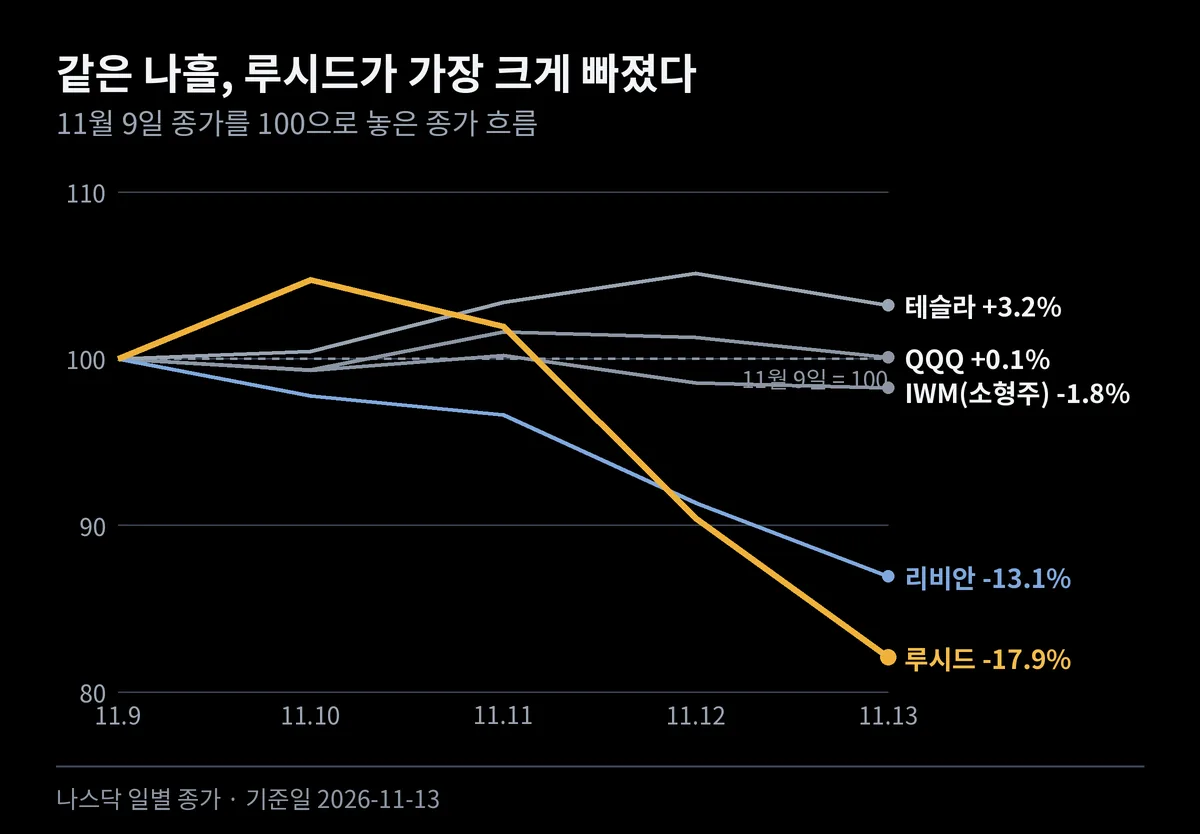 같은 나흘, 루시드가 가장 크게 빠졌다
11월 9일 종가를 100으로 놓은 종가 흐름
110
100
90
80
테슬라 +3.2%
QQQ +0.1%
11월 9일 = 100
IWM(소형주) -1.8%
리비안 -13.1%
루시드 -17.9%
11.9
11.10
11.11
11.12
11.13
나스닥 일별 종가 · 기준일 2026-11-13